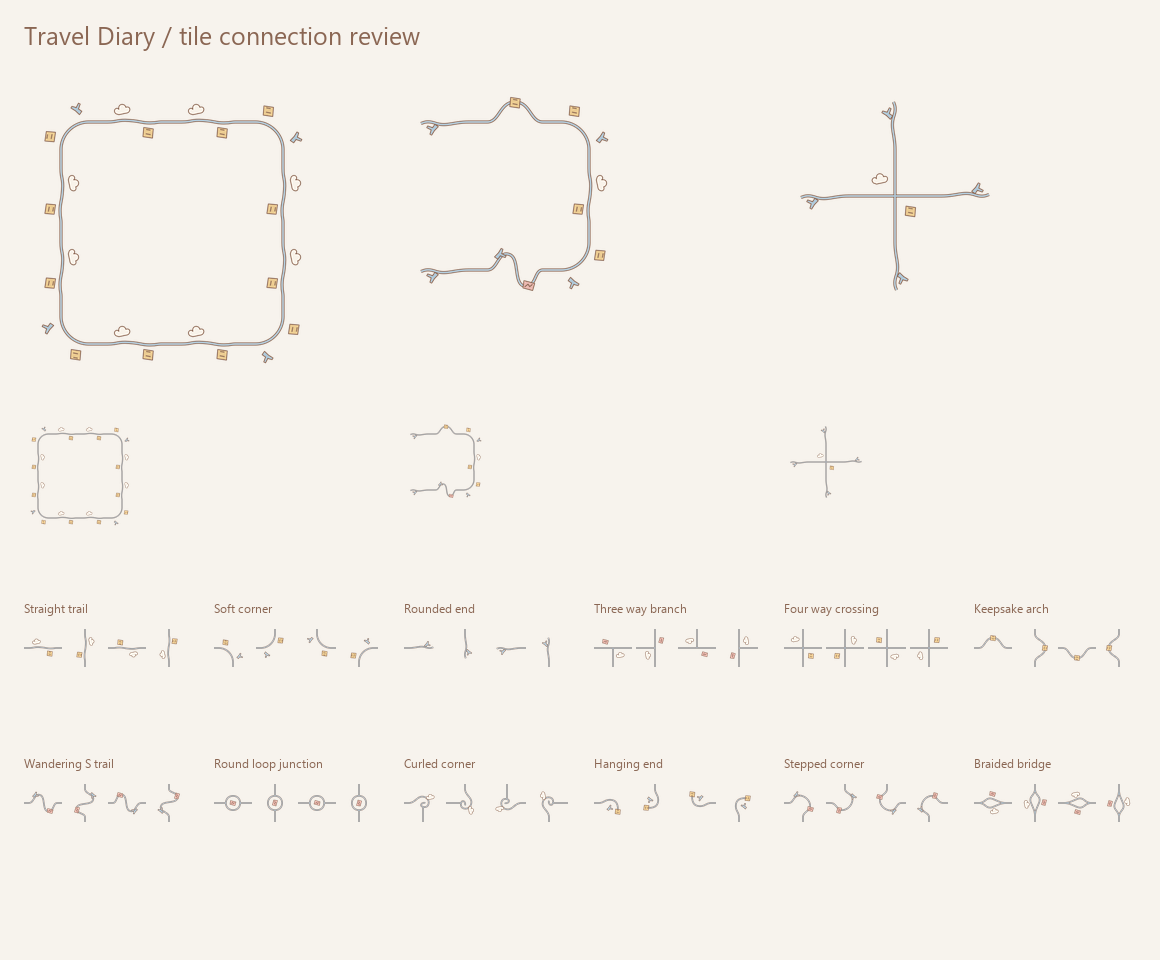 Travel Diary / tile connection review
Straight trail
Soft corner
Rounded end
Three way branch
Four way crossing
Keepsake arch
Wandering S trail
Round loop junction
Curled corner
Hanging end
Stepped corner
Braided bridge